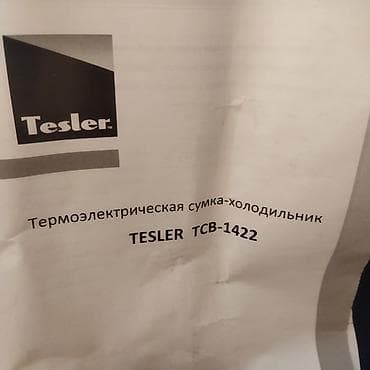 Tesler
Термоэлектрическая сумка-холодильник
TESLER TCB-1422